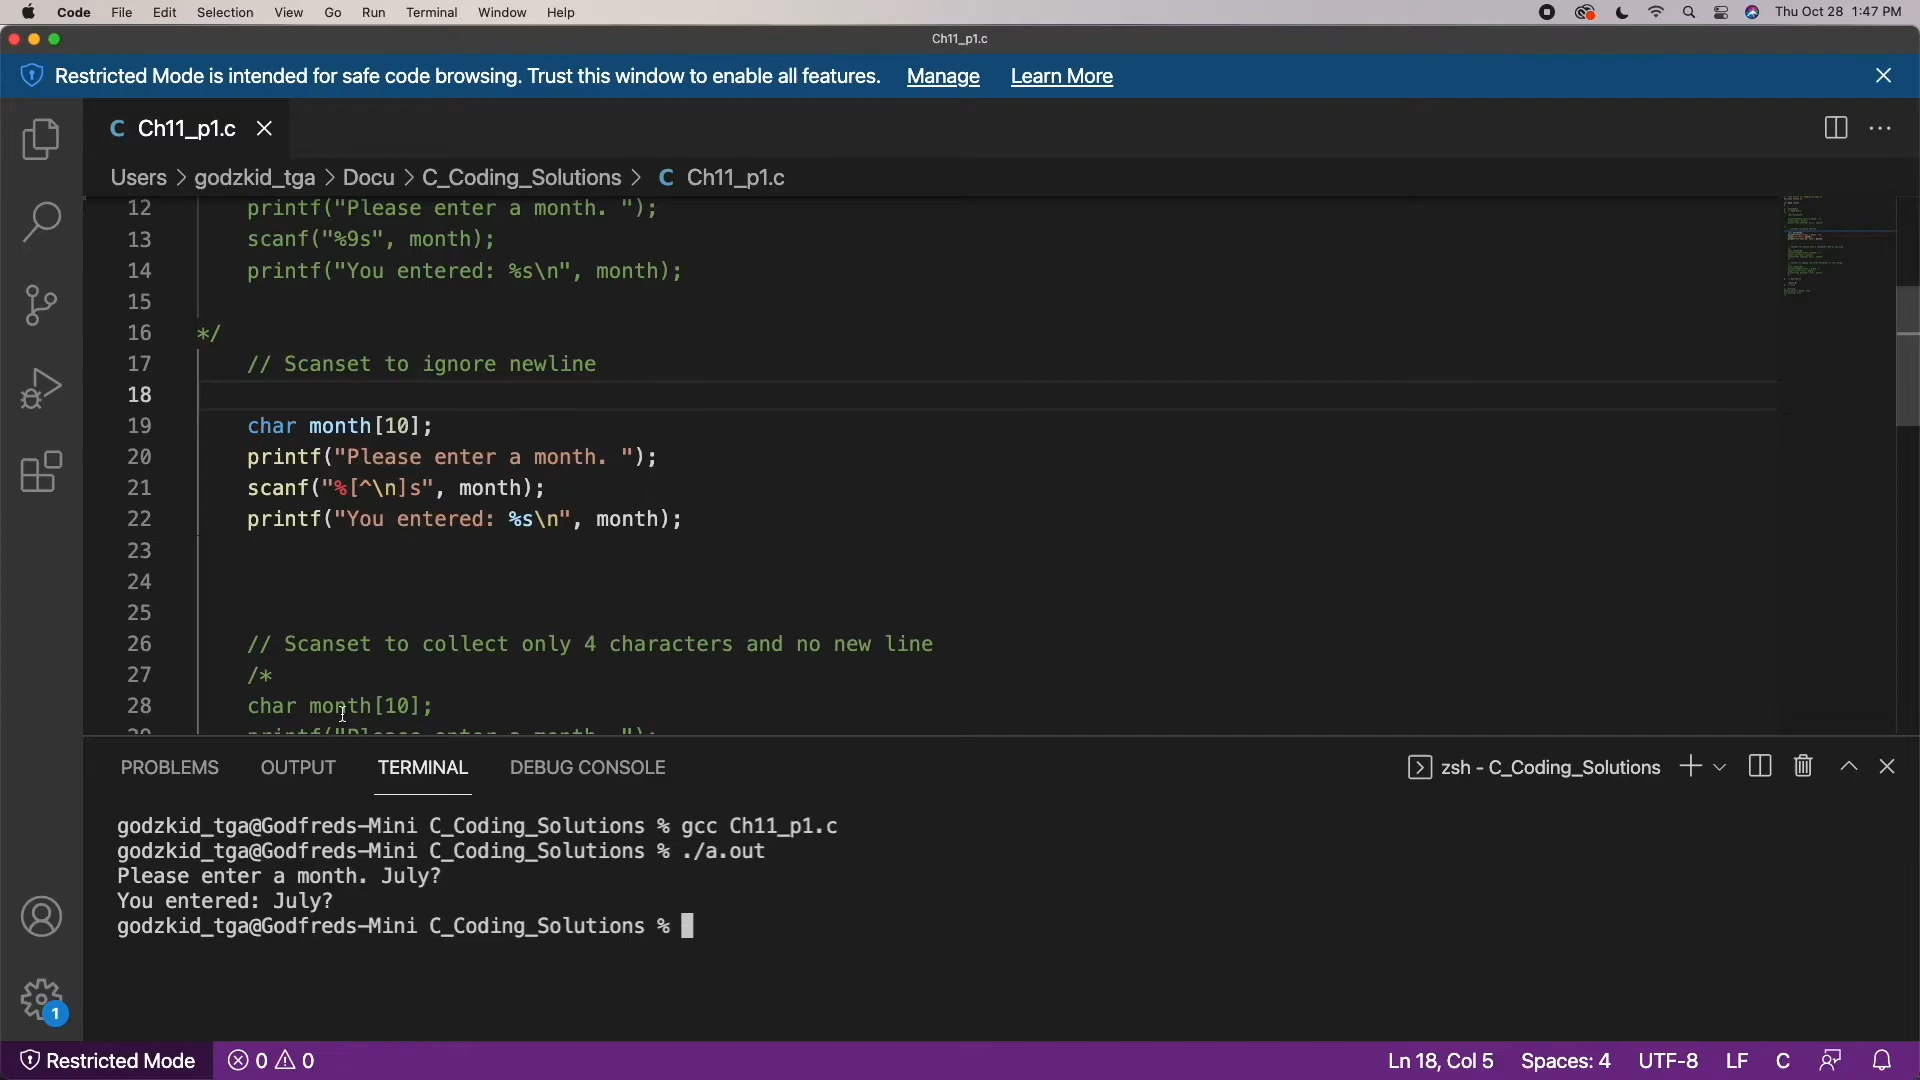 Code File Edit Selection View Go Run Terminal Window Help Thu Oct 28 1:47 PM
Ch11_p1.c
Restricted Mode is intended for safe code browsing. Trust this window to enable all features. Manage Learn More
C Ch11_p1.c
Users > godzkid_tga > Docu > C_Coding_Solutions > C Ch11_p1.c
12 printf("Please enter a month. ");
13 scanf("%9s", month);
14 printf("You entered: %s\n", month);
15
16 */
17 // Scanset to ignore newline
18
19 char month[10];
20 printf("Please enter a month. ");
21 scanf("%[^\n]s", month);
22 printf("You entered: %s\n", month);
23
24
25
26 // Scanset to collect only 4 characters and no new line
27 /*
28 char month[10];
29 printf("Please enter a month. ");
PROBLEMS OUTPUT TERMINAL DEBUG CONSOLE zsh - C_Coding_Solutions
godzkid_tga@Godfreds-Mini C_Coding_Solutions % gcc Ch11_p1.c
godzkid_tga@Godfreds-Mini C_Coding_Solutions % ./a.out
Please enter a month. July?
You entered: July?
godzkid_tga@Godfreds-Mini C_Coding_Solutions %
1
Restricted Mode 0 0 Ln 18, Col 5 Spaces: 4 UTF-8 LF C